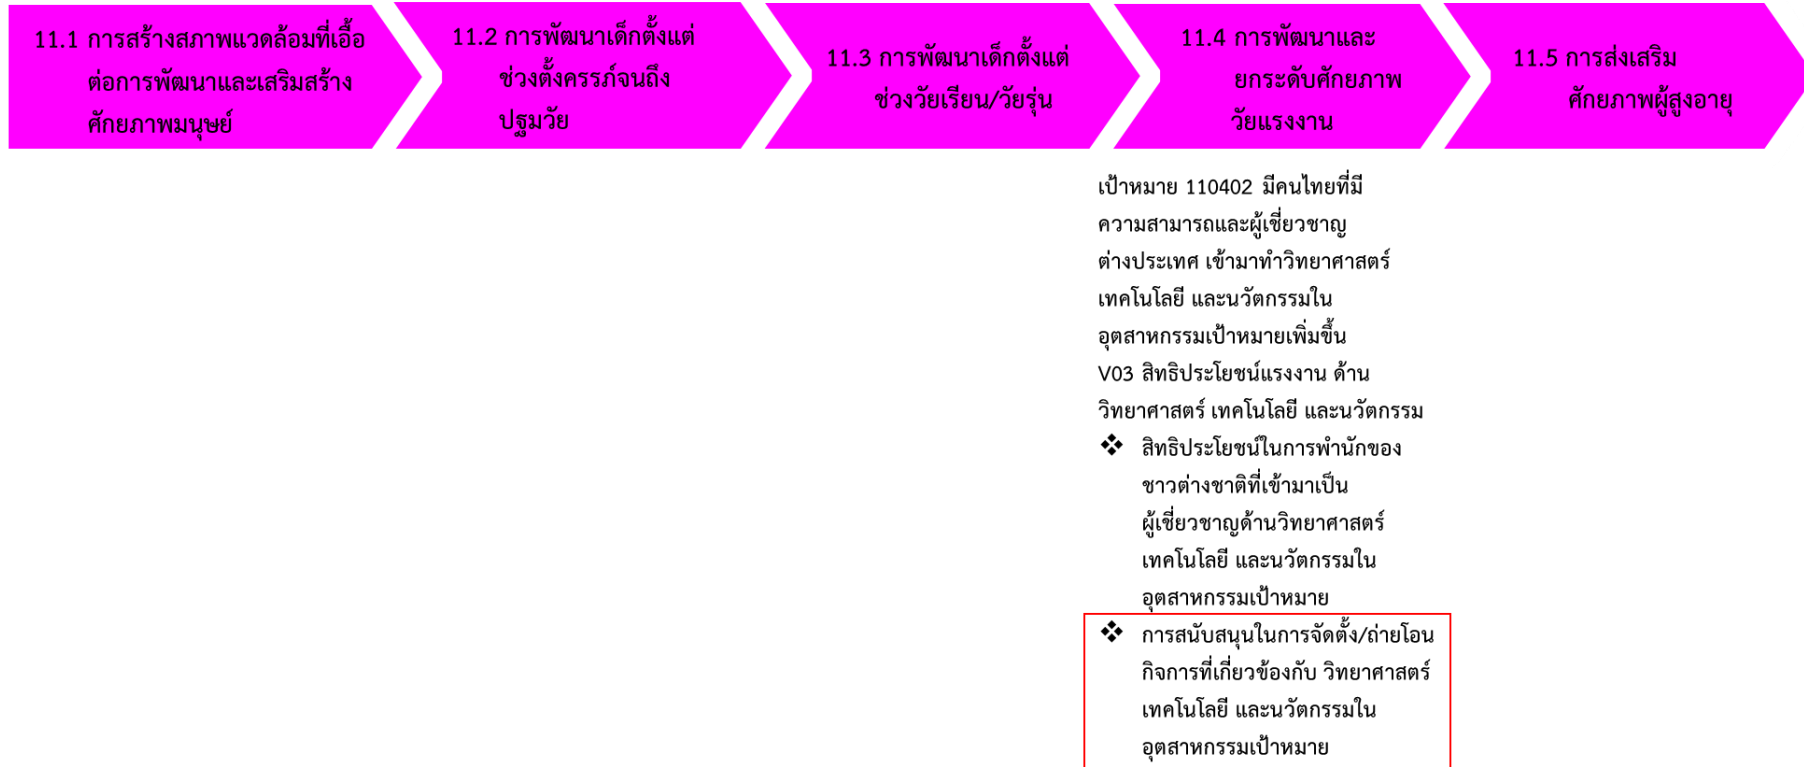 11.1 การสร้างสภาพแวดล้อมที่เอื้อ
ต่อการพัฒนาและเสริมสร้าง
ศักยภาพมนุษย์
11.2 การพัฒนาเด็กตั้งแต่
ช่วงตั้งครรภ์จนถึง
ปฐมวัย
11.3 การพัฒนาเด็กตั้งแต่
ช่วงวัยเรียน/วัยรุ่น
11.4 การพัฒนาและ
ยกระดับศักยภาพ
วัยแรงงาน
11.5 การส่งเสริม
ศักยภาพผู้สูงอายุ
เป้าหมาย 110402 มีคนไทยที่มี
ความสามารถและผู้เชี่ยวชาญ
ต่างประเทศ เข้ามาทำวิทยาศาสตร์
เทคโนโลยี และนวัตกรรมใน
อุตสาหกรรมเป้าหมายเพิ่มขึ้น
V03 สิทธิประโยชน์แรงงาน ด้าน
วิทยาศาสตร์ เทคโนโลยี และนวัตกรรม
❖ สิทธิประโยชน์ในการพำนักของ
ชาวต่างชาติที่เข้ามาเป็น
ผู้เชี่ยวชาญด้านวิทยาศาสตร์
เทคโนโลยี และนวัตกรรมใน
อุตสาหกรรมเป้าหมาย
❖ การสนับสนุนในการจัดตั้ง/ถ่ายโอน
กิจการที่เกี่ยวข้องกับ วิทยาศาสตร์
เทคโนโลยี และนวัตกรรมใน
อุตสาหกรรมเป้าหมาย